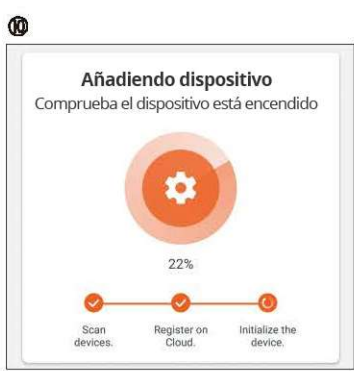 ⑩
Añadiendo dispositivo
Comprueba el dispositivo está encendido
22%
Scan Register on Initialize the
devices. Cloud. device.